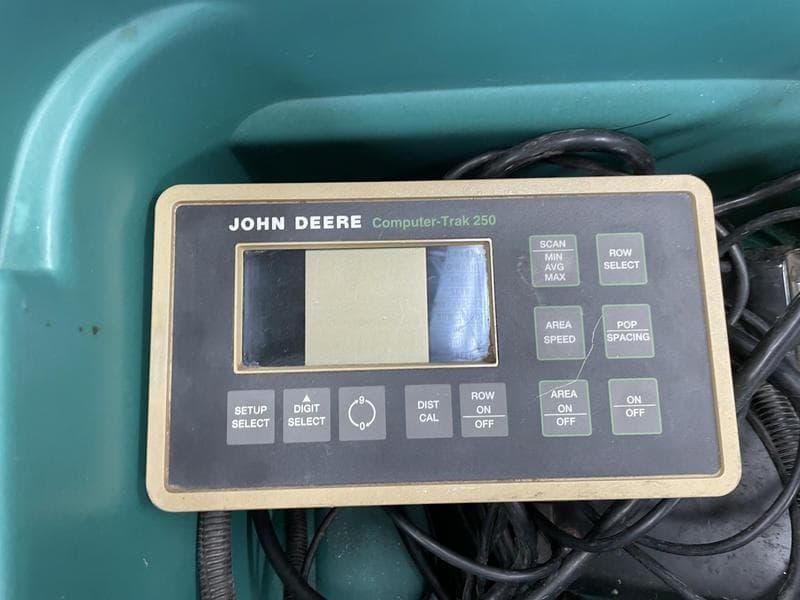 JOHN DEERE Computer-Trak 250
SCAN
MIN
AVG
MAX
ROW
SELECT
AREA
SPEED
POP
SPACING
SETUP
SELECT
DIGIT
SELECT
9
0
DIST
CAL
ROW
ON
OFF
AREA
ON
OFF
ON
OFF